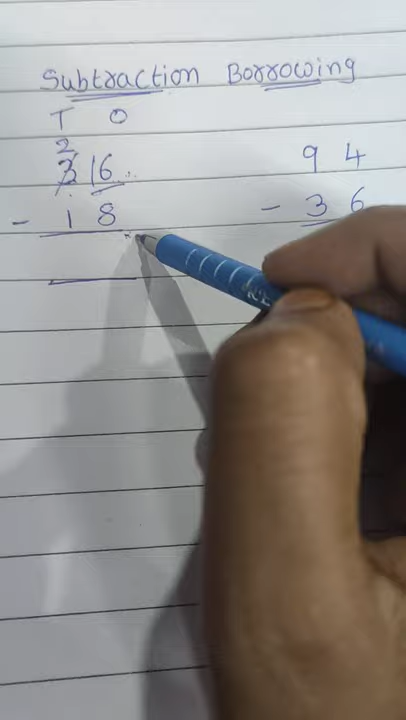 Subtraction Borrowing
T O
2
3 16 9 4
- 1 8 - 3 6